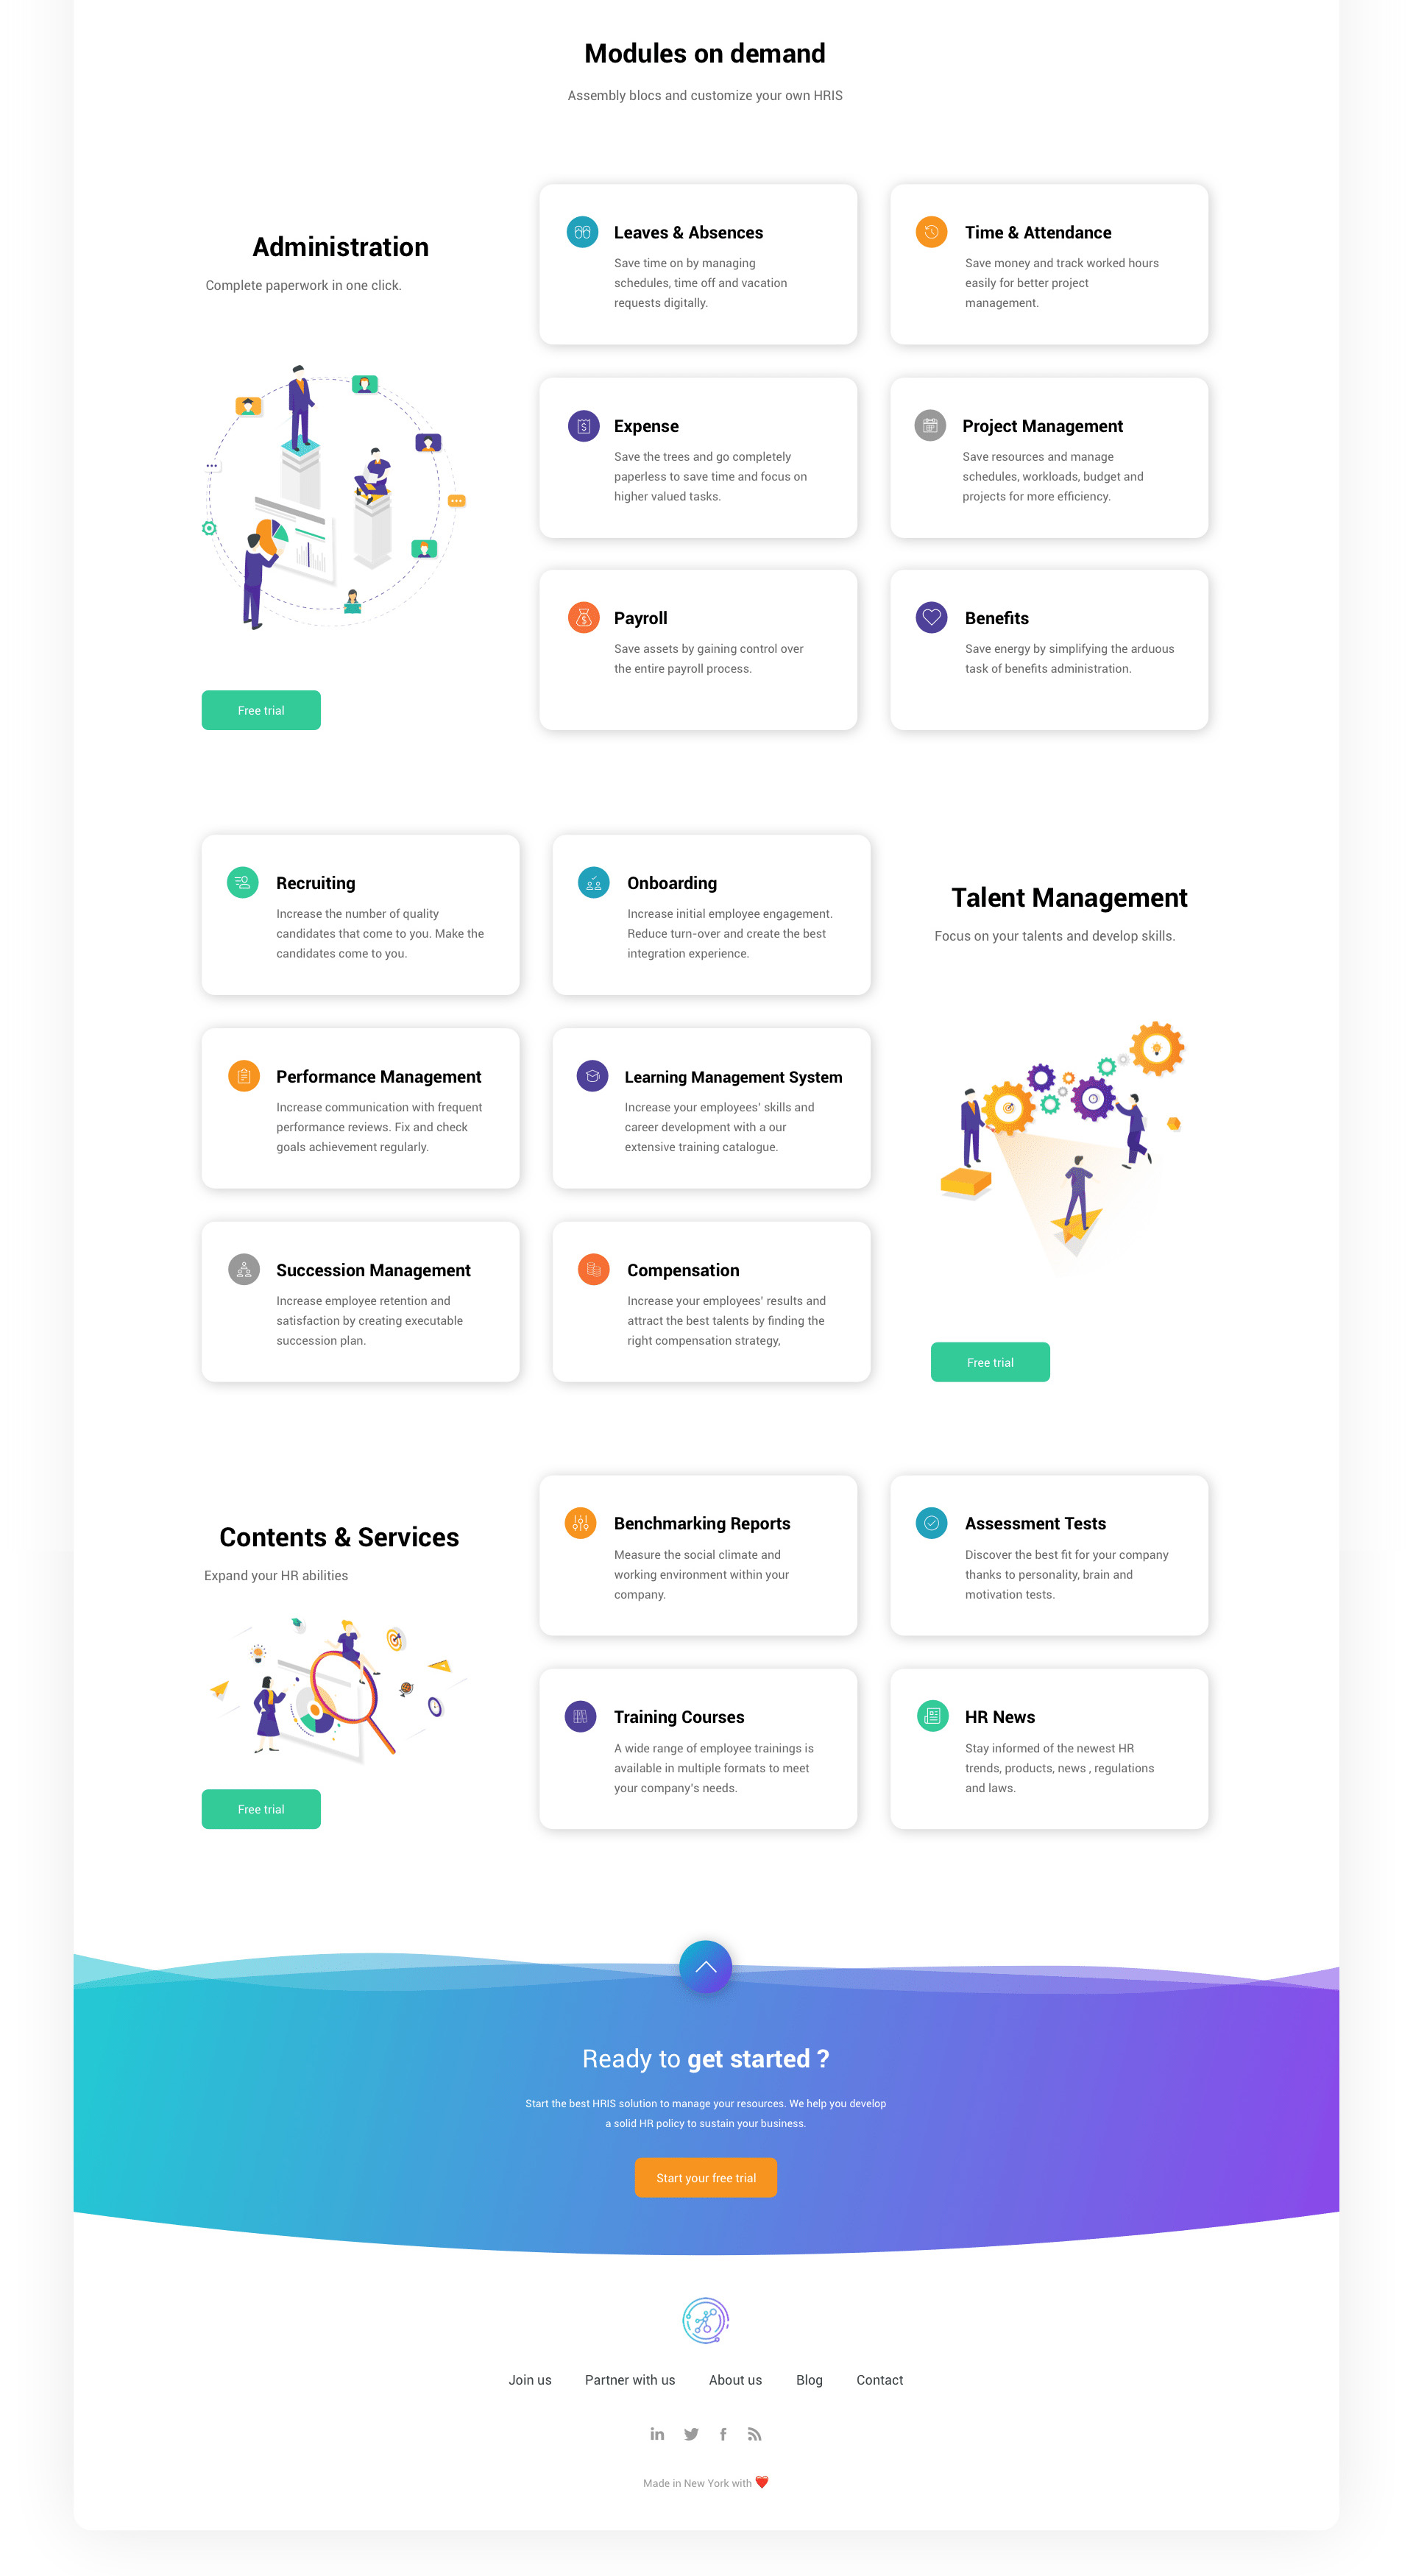 Modules on demand
Assembly blocs and customize your own HRIS
Administration
Complete paperwork in one click.
Free trial
Leaves & Absences
Save time on by managing
schedules, time off and vacation
requests digitally.
Time & Attendance
Save money and track worked hours
easily for better project
management.
Expense
Save the trees and go completely
paperless to save time and focus on
higher valued tasks.
Project Management
Save resources and manage
schedules, workloads, budget and
projects for more efficiency.
Payroll
Save assets by gaining control over
the entire payroll process.
Benefits
Save energy by simplifying the arduous
task of benefits administration.
Recruiting
Increase the number of quality
candidates that come to you. Make the
candidates come to you.
Onboarding
Increase initial employee engagement.
Reduce turn-over and create the best
integration experience.
Performance Management
Increase communication with frequent
performance reviews. Fix and check
goals achievement regularly.
Learning Management System
Increase your employees' skills and
career development with a our
extensive training catalogue.
Succession Management
Increase employee retention and
satisfaction by creating executable
succession plan.
Compensation
Increase your employees' results and
attract the best talents by finding the
right compensation strategy,
Talent Management
Focus on your talents and develop skills.
Free trial
Contents & Services
Expand your HR abilities
Free trial
Benchmarking Reports
Measure the social climate and
working environment within your
company.
Assessment Tests
Discover the best fit for your company
thanks to personality, brain and
motivation tests.
Training Courses
A wide range of employee trainings is
available in multiple formats to meet
your company's needs.
HR News
Stay informed of the newest HR
trends, products, news , regulations
and laws.
Ready to get started ?
Start the best HRIS solution to manage your resources. We help you develop
a solid HR policy to sustain your business.
Start your free trial
Join us Partner with us About us Blog Contact
Made in New York with ❤️